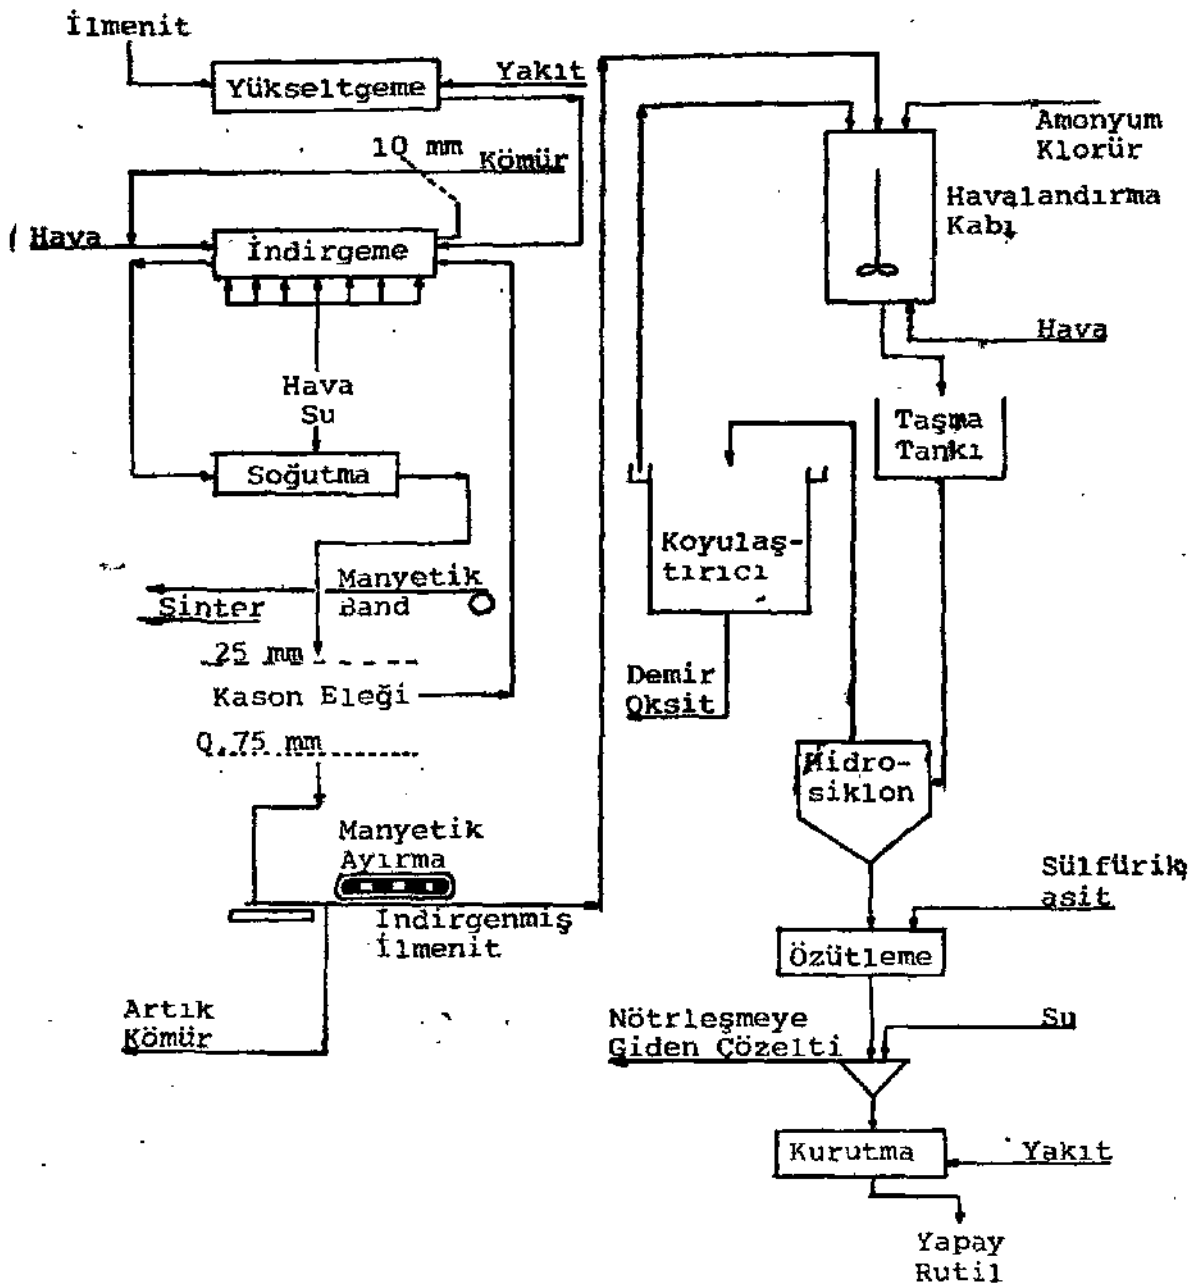 İlmenit
Yükseltgeme
Yakıt
10 mm
Kömür
Hava
İndirgeme
Hava
Su
Soğutma
Manyetik
Band
Sinter
25 mm
Kason Eleği
0.75 mm
Manyetik
Ayırma
İndirgenmiş
İlmenit
Artık
Kömür
Amonyum
Klorür
Havalandırma
Kabı
Hava
Taşma
Tankı
Koyulaş-
tırıcı
Demir
Oksit
Hidro-
siklon
Sülfürik
asit
Özütleme
Nötrleşmeye
Giden Çözelti
Su
Kurutma
Yakıt
Yapay
Rutil